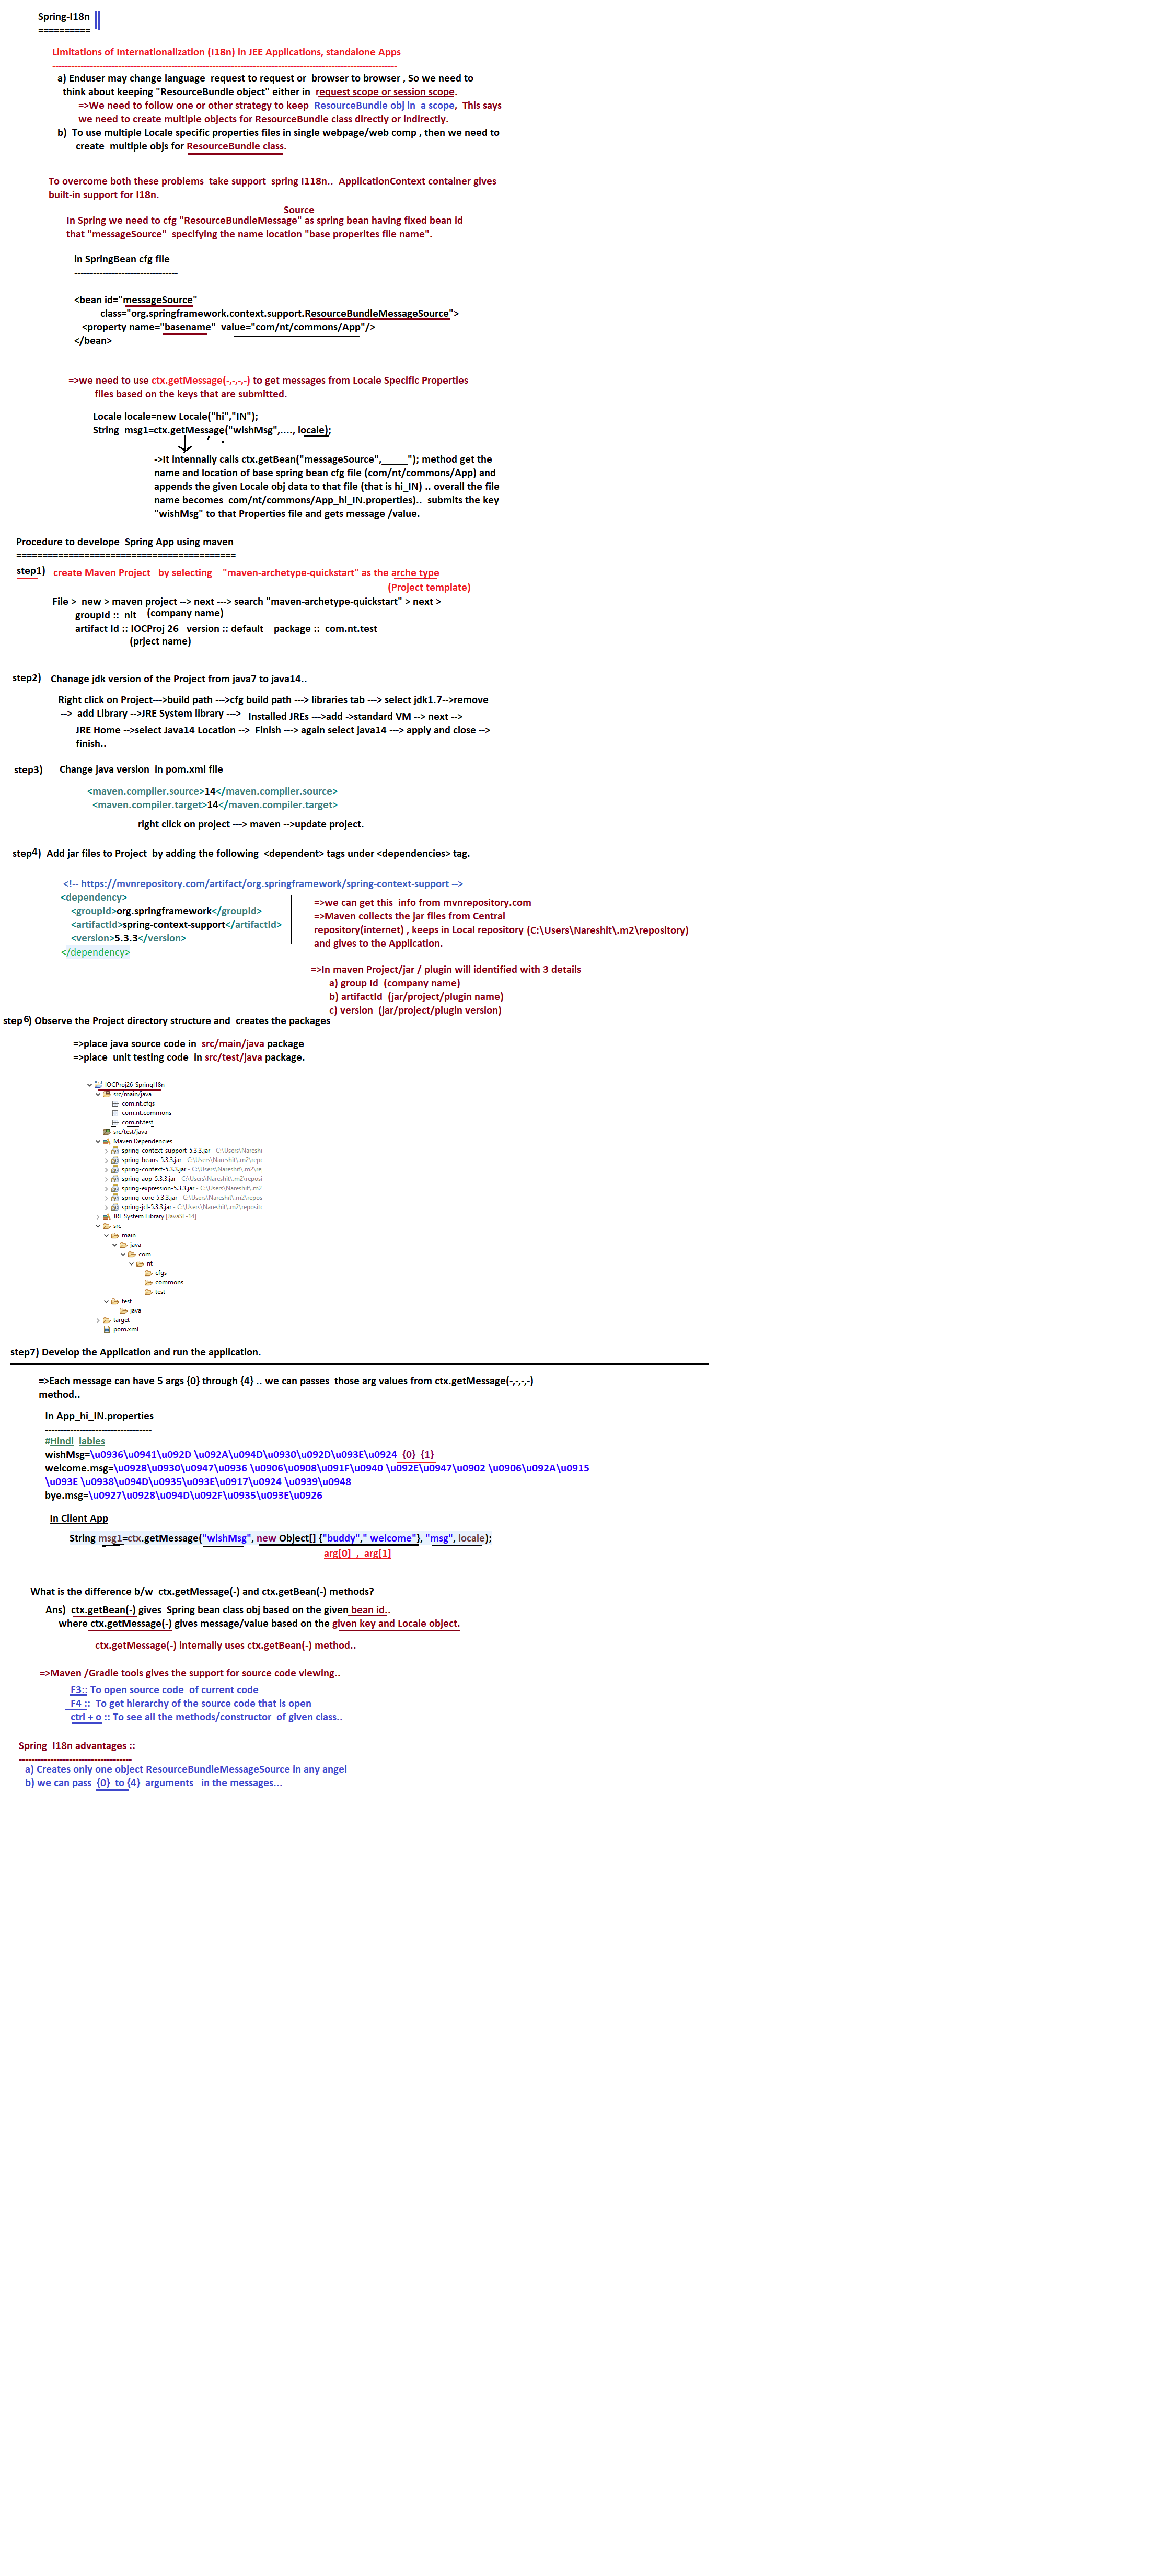 Spring-I18n
==========
Limitations of Internationalization (I18n) in JEE Applications, standalone Apps
--------------------------------------------------------------------------------------------------------------
a) Enduser may change language request to request or browser to browser , So we need to
think about keeping "ResourceBundle object" either in request scope or session scope.
=>We need to follow one or other strategy to keep ResourceBundle obj in a scope, This says
we need to create multiple objects for ResourceBundle class directly or indirectly.
b) To use multiple Locale specific properties files in single webpage/web comp , then we need to
create multiple objs for ResourceBundle class.
To overcome both these problems take support spring I118n.. ApplicationContext container gives
built-in support for I18n.
Source
In Spring we need to cfg "ResourceBundleMessage" as spring bean having fixed bean id
that "messageSource" specifying the name location "base properites file name".
in SpringBean cfg file
---------------------------------
<bean id="messageSource"
class="org.springframework.context.support.ResourceBundleMessageSource">
<property name="basename" value="com/nt/commons/App"/>
</bean>
=>we need to use ctx.getMessage(-,-,-,-) to get messages from Locale Specific Properties
files based on the keys that are submitted.
Locale locale=new Locale("hi","IN");
String msg1=ctx.getMessage("wishMsg",...., locale);
->It intennally calls ctx.getBean("messageSource",_____"); method get the
name and location of base spring bean cfg file (com/nt/commons/App) and
appends the given Locale obj data to that file (that is hi_IN) .. overall the file
name becomes com/nt/commons/App_hi_IN.properties).. submits the key
"wishMsg" to that Properties file and gets message /value.
Procedure to develope Spring App using maven
==========================================
step1) create Maven Project by selecting "maven-archetype-quickstart" as the arche type
(Project template)
File > new > maven project --> next ---> search "maven-archetype-quickstart" > next >
groupId :: nit (company name)
artifact Id :: IOCProj 26 version :: default package :: com.nt.test
(prject name)
step2) Chanage jdk version of the Project from java7 to java14..
Right click on Project--->build path --->cfg build path ---> libraries tab ---> select jdk1.7-->remove
--> add Library -->JRE System library ---> Installed JREs --->add ->standard VM --> next -->
JRE Home -->select Java14 Location --> Finish ---> again select java14 ---> apply and close -->
finish..
step3) Change java version in pom.xml file
<maven.compiler.source>14</maven.compiler.source>
<maven.compiler.target>14</maven.compiler.target>
right click on project ---> maven -->update project.
step4) Add jar files to Project by adding the following <dependent> tags under <dependencies> tag.
<!-- https://mvnrepository.com/artifact/org.springframework/spring-context-support -->
<dependency>
<groupId>org.springframework</groupId>
<artifactId>spring-context-support</artifactId>
<version>5.3.3</version>
</dependency>
=>we can get this info from mvnrepository.com
=>Maven collects the jar files from Central
repository(internet) , keeps in Local repository (C:\Users\Nareshit\.m2\repository)
and gives to the Application.
=>In maven Project/jar / plugin will identified with 3 details
a) group Id (company name)
b) artifactId (jar/project/plugin name)
c) version (jar/project/plugin version)
step6) Observe the Project directory structure and creates the packages
=>place java source code in src/main/java package
=>place unit testing code in src/test/java package.
IOCProj26-SpringI18n
src/main/java
com.nt.cfgs
com.nt.commons
com.nt.test
src/test/java
Maven Dependencies
spring-context-support-5.3.3.jar - C:\Users\Nareshi
spring-beans-5.3.3.jar - C:\Users\Nareshit\.m2\repo
spring-context-5.3.3.jar - C:\Users\Nareshit\.m2\re
spring-aop-5.3.3.jar - C:\Users\Nareshit\.m2\reposi
spring-expression-5.3.3.jar - C:\Users\Nareshit\.m2
spring-core-5.3.3.jar - C:\Users\Nareshit\.m2\repos
spring-jcl-5.3.3.jar - C:\Users\Nareshit\.m2\reposito
JRE System Library [JavaSE-14]
src
main
java
com
nt
cfgs
commons
test
test
java
target
pom.xml
step7) Develop the Application and run the application.
=>Each message can have 5 args {0} through {4} .. we can passes those arg values from ctx.getMessage(-,-,-,-)
method..
In App_hi_IN.properties
----------------------------------
#Hindi lables
wishMsg=\u0936\u0941\u092D \u092A\u094D\u0930\u092D\u093E\u0924 {0} {1}
welcome.msg=\u0928\u0930\u0947\u0936 \u0906\u0908\u091F\u0940 \u092E\u0947\u0902 \u0906\u092A\u0915
\u093E \u0938\u094D\u0935\u093E\u0917\u0924 \u0939\u0948
bye.msg=\u0927\u0928\u094D\u092F\u0935\u093E\u0926
In Client App
String msg1=ctx.getMessage("wishMsg", new Object[] {"buddy"," welcome"}, "msg", locale);
arg[0] , arg[1]
What is the difference b/w ctx.getMessage(-) and ctx.getBean(-) methods?
Ans) ctx.getBean(-) gives Spring bean class obj based on the given bean id..
where ctx.getMessage(-) gives message/value based on the given key and Locale object.
ctx.getMessage(-) internally uses ctx.getBean(-) method..
=>Maven /Gradle tools gives the support for source code viewing..
F3:: To open source code of current code
F4 :: To get hierarchy of the source code that is open
ctrl + o :: To see all the methods/constructor of given class..
Spring I18n advantages ::
------------------------------------
a) Creates only one object ResourceBundleMessageSource in any angel
b) we can pass {0} to {4} arguments in the messages...